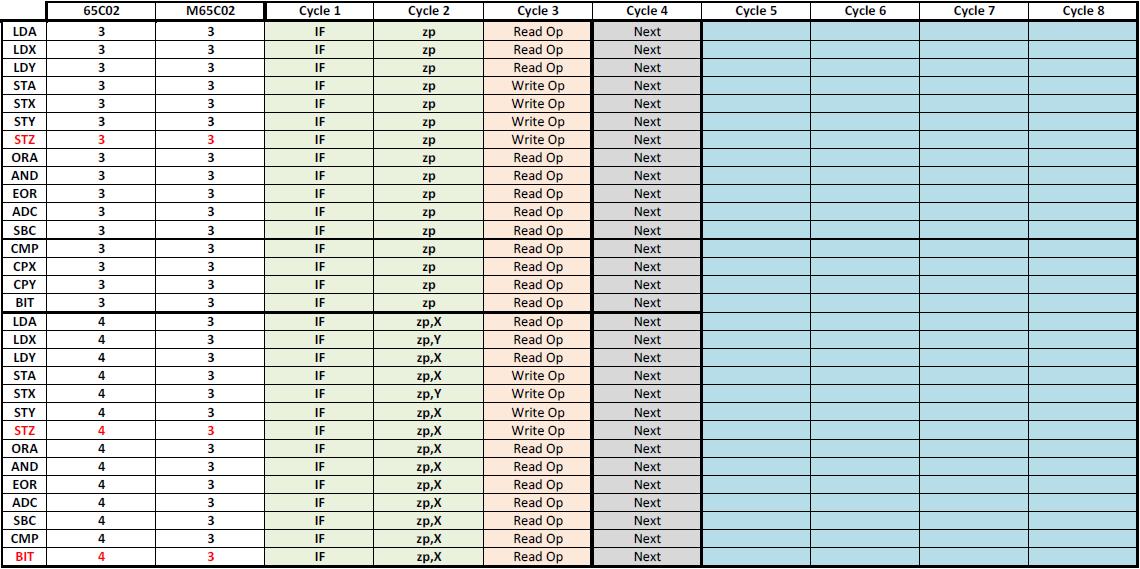 65C02 M65C02 Cycle 1 Cycle 2 Cycle 3 Cycle 4 Cycle 5 Cycle 6 Cycle 7 Cycle 8
LDA 3 3 IF zp Read Op Next
LDX 3 3 IF zp Read Op Next
LDY 3 3 IF zp Read Op Next
STA 3 3 IF zp Write Op Next
STX 3 3 IF zp Write Op Next
STY 3 3 IF zp Write Op Next
STZ 3 3 IF zp Write Op Next
ORA 3 3 IF zp Read Op Next
AND 3 3 IF zp Read Op Next
EOR 3 3 IF zp Read Op Next
ADC 3 3 IF zp Read Op Next
SBC 3 3 IF zp Read Op Next
CMP 3 3 IF zp Read Op Next
CPX 3 3 IF zp Read Op Next
CPY 3 3 IF zp Read Op Next
BIT 3 3 IF zp Read Op Next
LDA 4 3 IF zp,X Read Op Next
LDX 4 3 IF zp,Y Read Op Next
LDY 4 3 IF zp,X Read Op Next
STA 4 3 IF zp,X Write Op Next
STX 4 3 IF zp,Y Write Op Next
STY 4 3 IF zp,X Write Op Next
STZ 4 3 IF zp,X Write Op Next
ORA 4 3 IF zp,X Read Op Next
AND 4 3 IF zp,X Read Op Next
EOR 4 3 IF zp,X Read Op Next
ADC 4 3 IF zp,X Read Op Next
SBC 4 3 IF zp,X Read Op Next
CMP 4 3 IF zp,X Read Op Next
BIT 4 3 IF zp,X Read Op Next